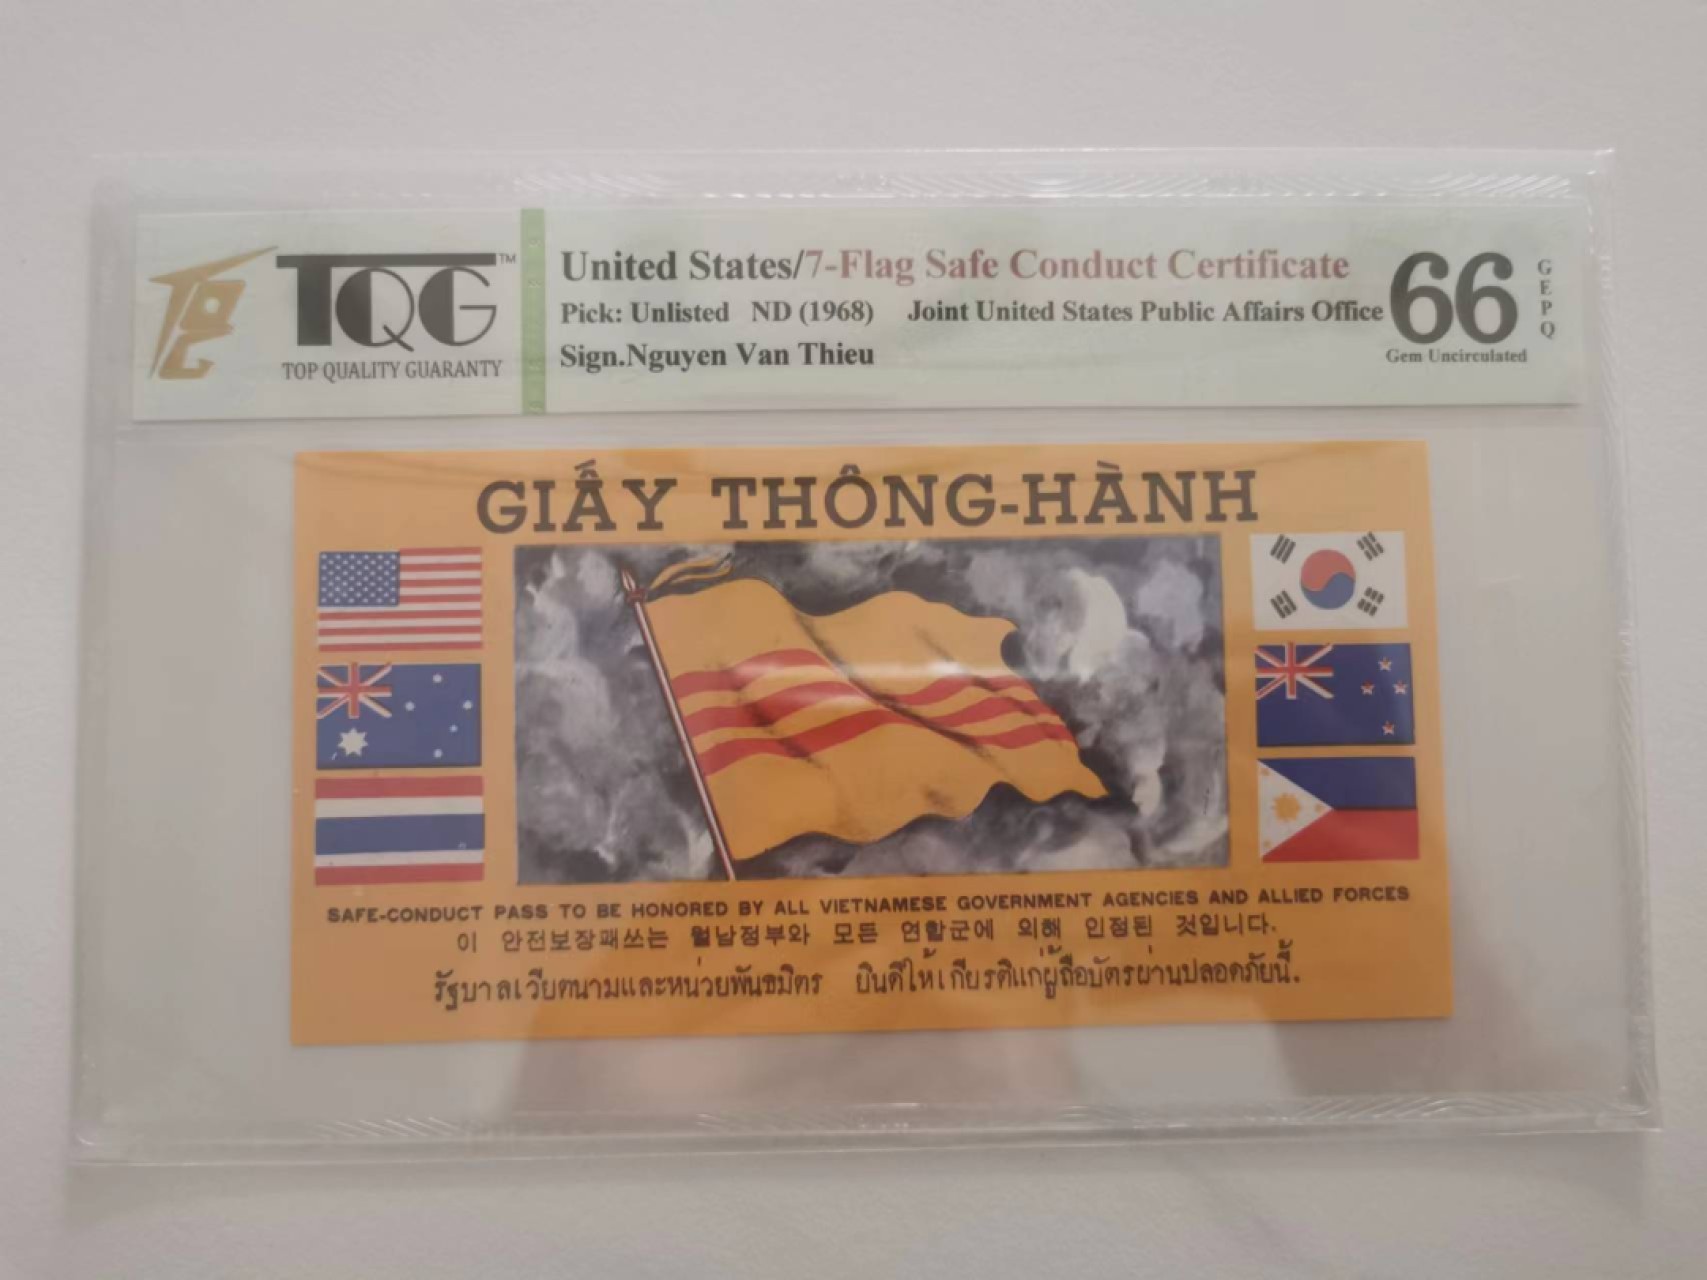 TQG™
TOP QUALITY GUARANTY
United States/7-Flag Safe Conduct Certificate
Pick: Unlisted ND (1968) Joint United States Public Affairs Office
Sign.Nguyen Van Thieu
66
Gem Uncirculated
GEPQ
GIẤY THÔNG-HÀNH
SAFE-CONDUCT PASS TO BE HONORED BY ALL VIETNAMESE GOVERNMENT AGENCIES AND ALLIED FORCES
이 안전보장패쓰는 월남정부와 모든 연합군에 의해 인정된 것입니다.
รัฐบาลเวียตนามและหน่วยพันธมิตร ยินดีให้เกียรติแก่ผู้ถือบัตรผ่านปลอดภัยนี้.